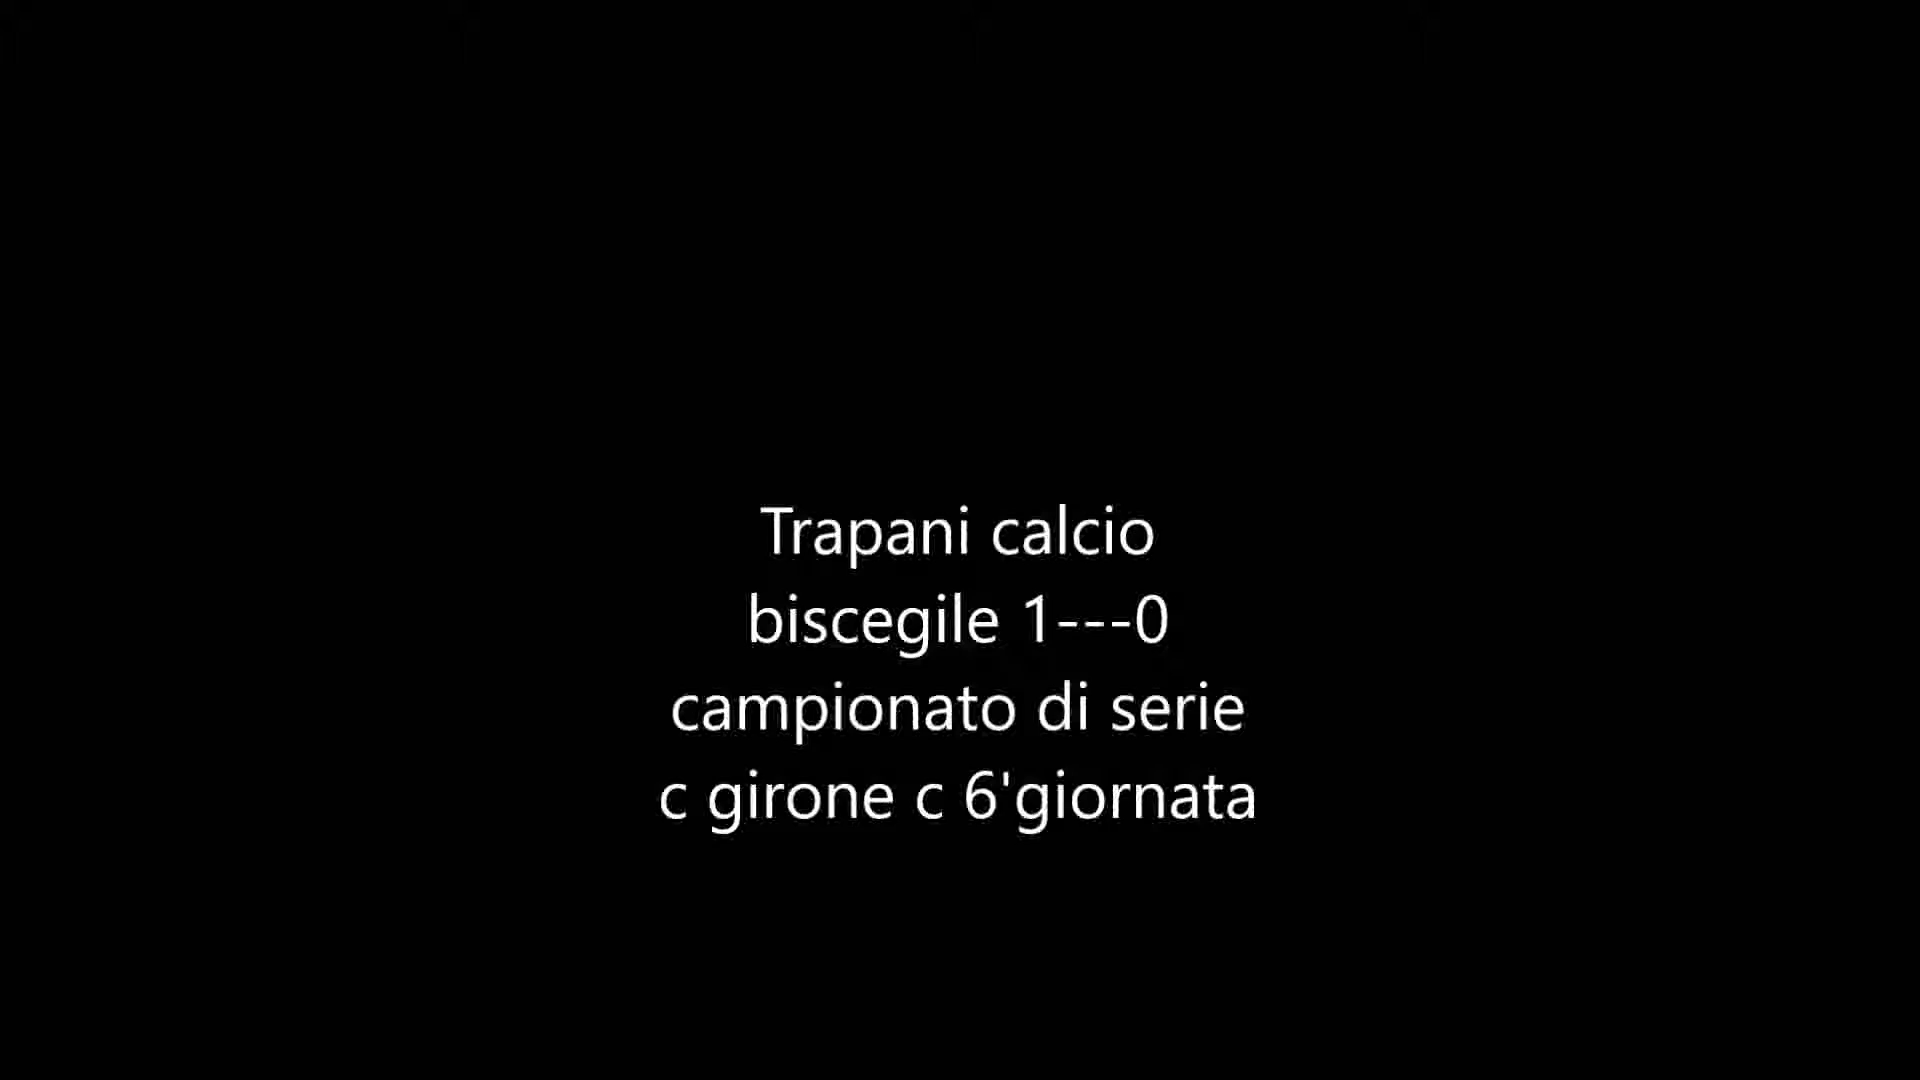 Trapani calcio
biscegile 1---0
campionato di serie
c girone c 6'giornata